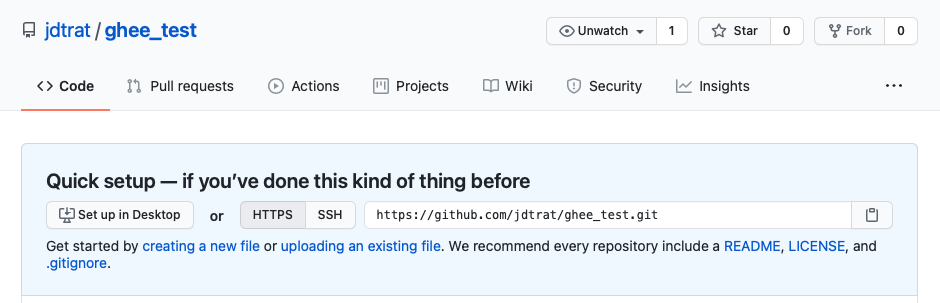 jdtrat / ghee_test
Unwatch 1 Star 0 Fork 0
Code Pull requests Actions Projects Wiki Security Insights ...
Quick setup — if you’ve done this kind of thing before
Set up in Desktop or HTTPS SSH https://github.com/jdtrat/ghee_test.git
Get started by creating a new file or uploading an existing file. We recommend every repository include a README, LICENSE, and
.gitignore.